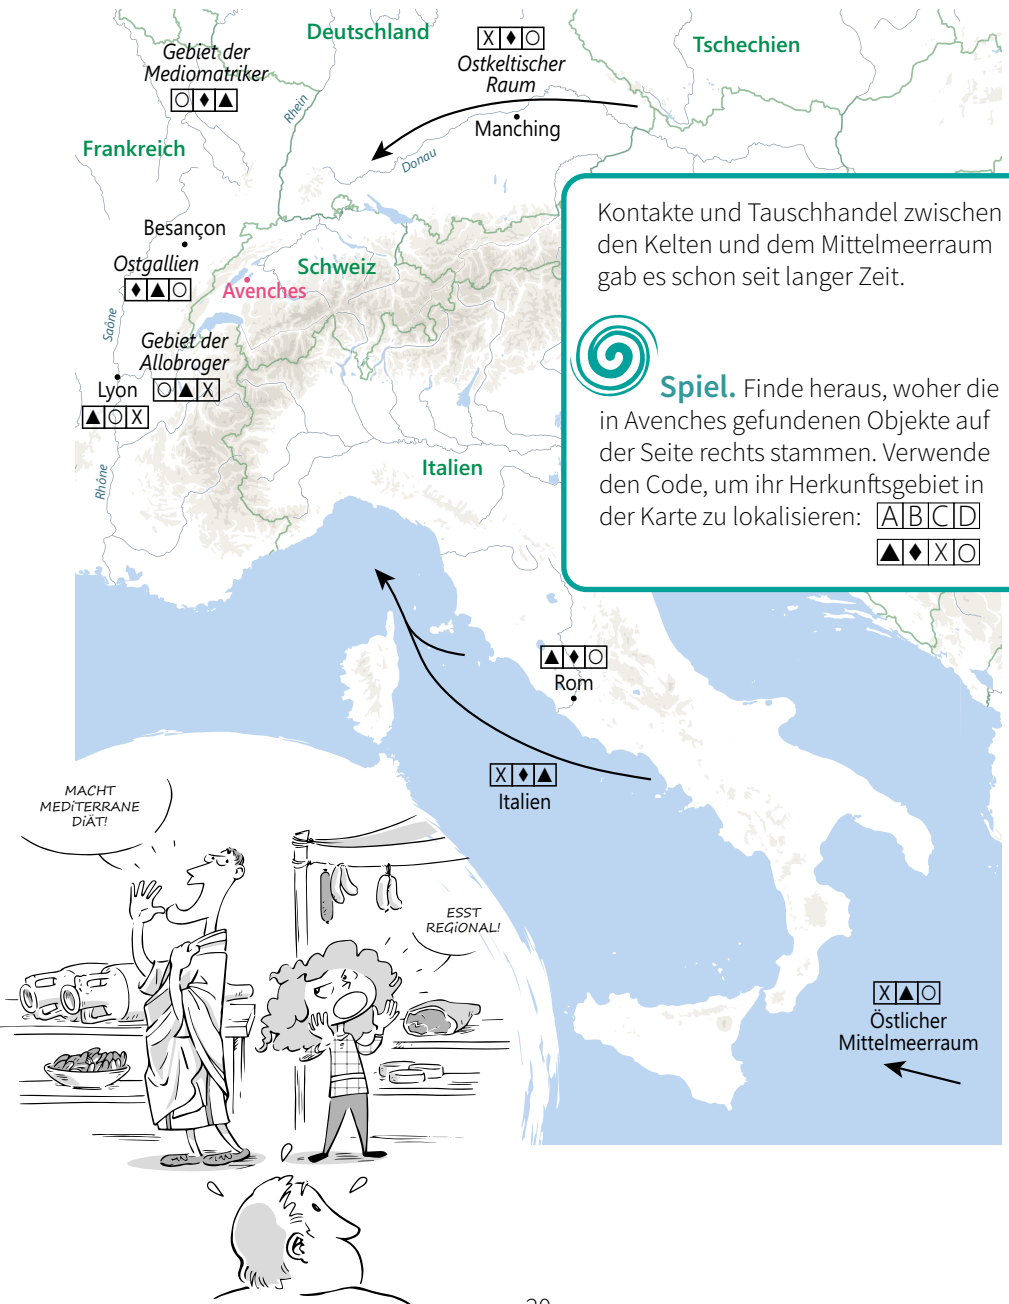 Deutschland
X♦O
Ostkeltischer
Raum
Tschechien
Gebiet der
Mediomatriker
O♦▲
Rhein
Manching
Frankreich
Donau
Besançon
Ostgallien
♦▲O
Schweiz
Avenches
Saône
Gebiet der
Allobroger
O▲X
Lyon
▲OX
Rhône
Italien
Kontakte und Tauschhandel zwischen
den Kelten und dem Mittelmeerraum
gab es schon seit langer Zeit.
Spiel. Finde heraus, woher die
in Avenches gefundenen Objekte auf
der Seite rechts stammen. Verwende
den Code, um ihr Herkunftsgebiet in
der Karte zu lokalisieren: ABCD
▲♦XO
▲♦O
Rom
X♦▲
Italien
MACHT
MEDITERRANE
DIÄT!
ESST
REGIONAL!
X▲O
Östlicher
Mittelmeerraum